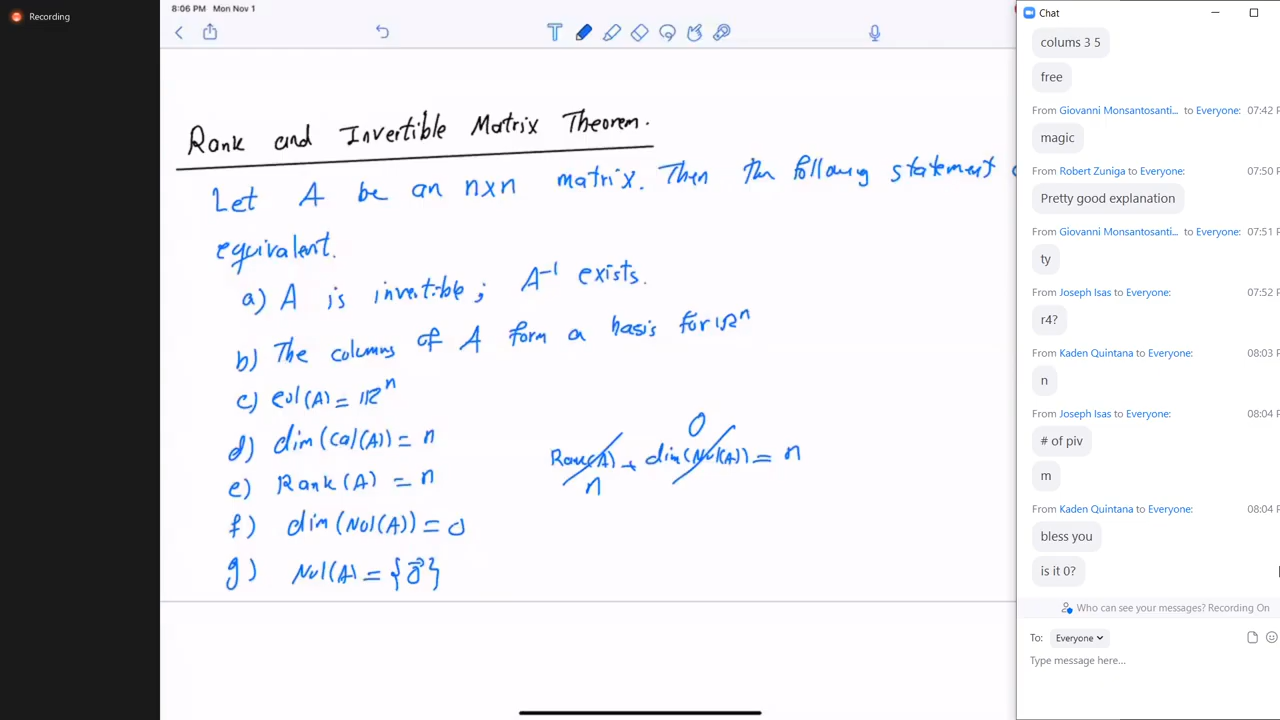 Recording
8:06 PM Mon Nov 1
Rank and Invertible Matrix Theorem.
Let A be an n×n matrix. Then the following statement
equivalent.
a) A is invertible; A⁻¹ exists.
b) The columns of A form a basis for ℝⁿ
c) Col(A) = ℝⁿ
d) dim(Col(A)) = n
e) Rank(A) = n
f) dim(Nul(A)) = 0
g) Nul(A) = {0⃗}
0
Rank(A) + dim(Nul(A)) = n
n
Chat
colums 3 5
free
From Giovanni Monsantosanti... to Everyone: 07:42 P
magic
From Robert Zuniga to Everyone: 07:50 P
Pretty good explanation
From Giovanni Monsantosanti... to Everyone: 07:51 P
ty
From Joseph Isas to Everyone: 07:52 P
r4?
From Kaden Quintana to Everyone: 08:03 P
n
From Joseph Isas to Everyone: 08:04 P
# of piv
m
From Kaden Quintana to Everyone: 08:04 P
bless you
is it 0?
Who can see your messages? Recording On
To: Everyone
Type message here...